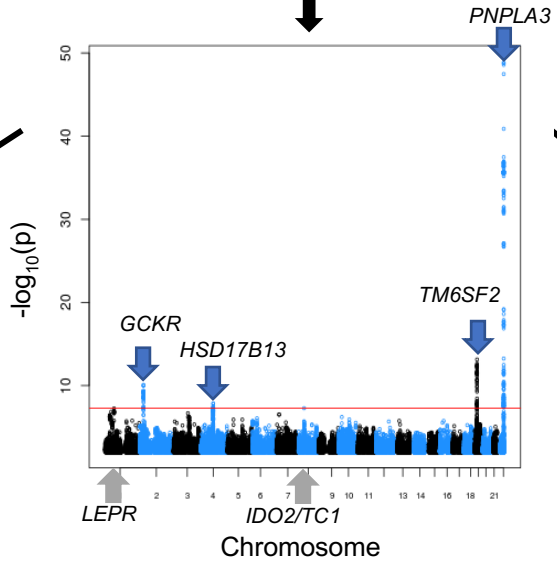 PNPLA3
50
40
30
20
10
-log10(p)
TM6SF2
GCKR
HSD17B13
2 3 4 5 6 7 9 10 11 13 14 16 18 21
LEPR
IDO2/TC1
Chromosome